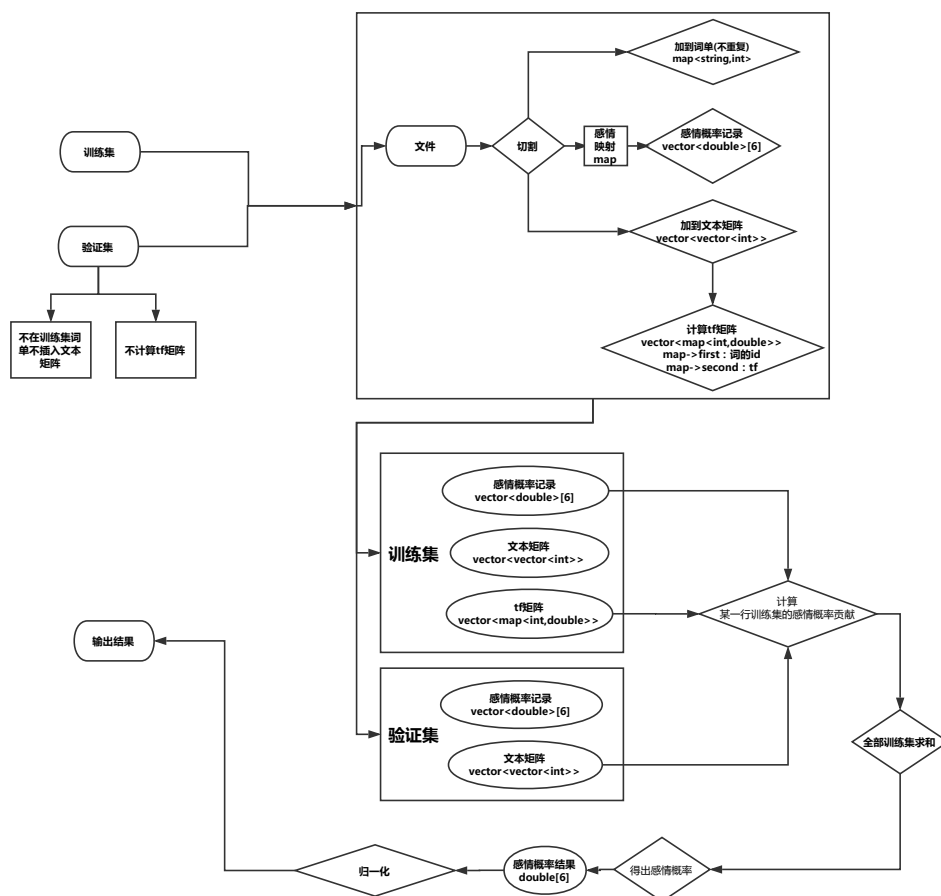 加到词单(不重复)
map<string,int>
训练集
文件
切割
感情
映射
map
感情概率记录
vector<double>[6]
验证集
加到文本矩阵
vector<vector<int>>
不在训练集词
单不插入文本
矩阵
不计算tf矩阵
计算tf矩阵
vector<map<int,double>>
map->first：词的id
map->second：tf
训练集
感情概率记录
vector<double>[6]
文本矩阵
vector<vector<int>>
tf矩阵
vector<map<int,double>>
计算
某一行训练集的感情概率贡献
输出结果
验证集
感情概率记录
vector<double>[6]
文本矩阵
vector<vector<int>>
全部训练集求和
归一化
感情概率结果
double[6]
得出感情概率